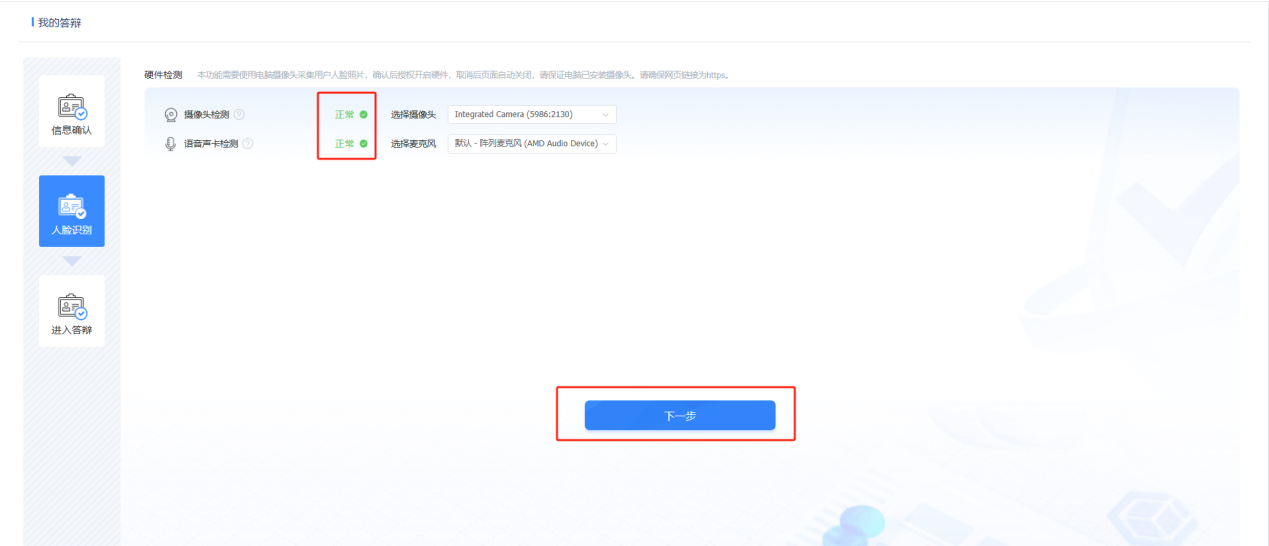 我的答辩
硬件检测 本功能需要使用电脑摄像头采集用户人脸照片，确认后授权开启硬件，取消后页面自动关闭，请保证电脑已安装摄像头。请确保网页链接为https。
信息确认
人脸识别
进入答辩
摄像头检测 ? 正常 选择摄像头 Integrated Camera (5986:2130)
语音声卡检测 ? 正常 选择麦克风 默认 - 阵列麦克风 (AMD Audio Device)
下一步